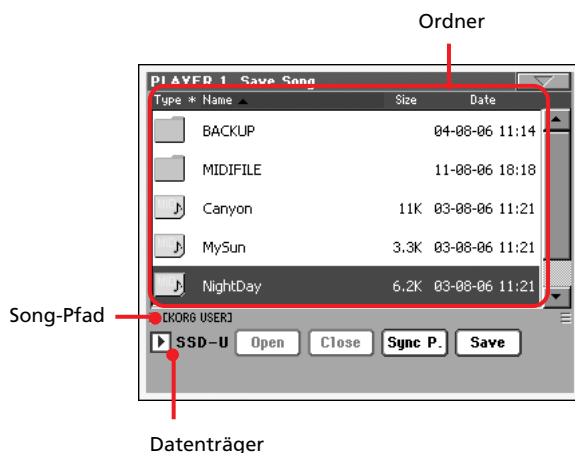 Ordner
PLAYER 1 Save Song
Type * Name Size Date
BACKUP 04-08-06 11:14
MIDIFILE 11-08-06 18:18
Canyon 11K 03-08-06 11:21
MySun 3.3K 03-08-06 11:21
NightDay 6.2K 03-08-06 11:21
Song-Pfad
[KORG USER]
SSD-U Open Close Sync P. Save
Datenträger